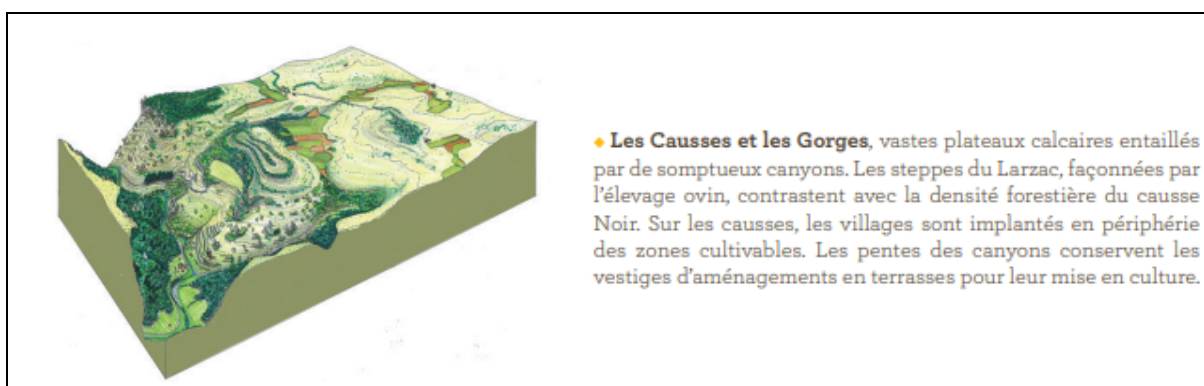 ◆ Les Causses et les Gorges, vastes plateaux calcaires entaillés
par de somptueux canyons. Les steppes du Larzac, façonnées par
l’élevage ovin, contrastent avec la densité forestière du causse
Noir. Sur les causses, les villages sont implantés en périphérie
des zones cultivables. Les pentes des canyons conservent les
vestiges d’aménagements en terrasses pour leur mise en culture.